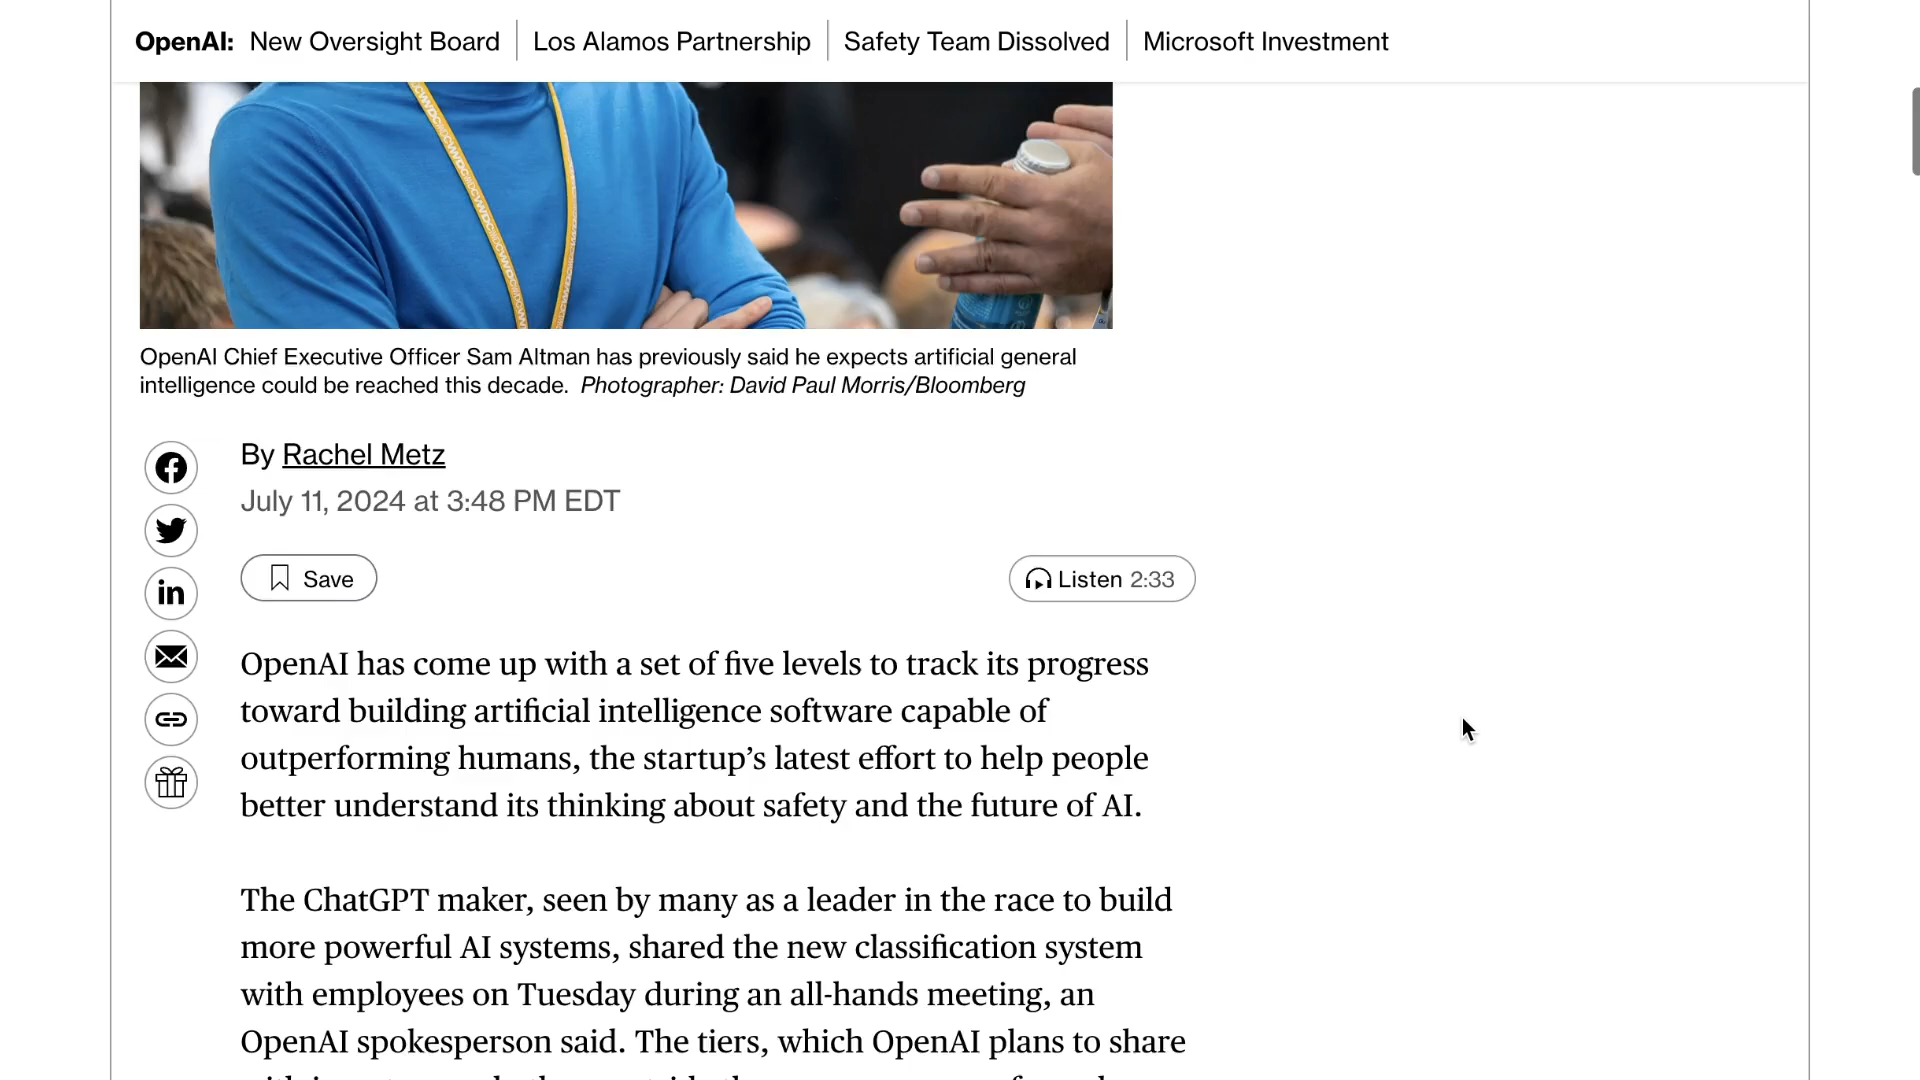 OpenAI: New Oversight Board Los Alamos Partnership Safety Team Dissolved Microsoft Investment
OpenAI Chief Executive Officer Sam Altman has previously said he expects artificial general
intelligence could be reached this decade. Photographer: David Paul Morris/Bloomberg
By Rachel Metz
July 11, 2024 at 3:48 PM EDT
Save
Listen 2:33
OpenAI has come up with a set of five levels to track its progress
toward building artificial intelligence software capable of
outperforming humans, the startup’s latest effort to help people
better understand its thinking about safety and the future of AI.
The ChatGPT maker, seen by many as a leader in the race to build
more powerful AI systems, shared the new classification system
with employees on Tuesday during an all-hands meeting, an
OpenAI spokesperson said. The tiers, which OpenAI plans to share